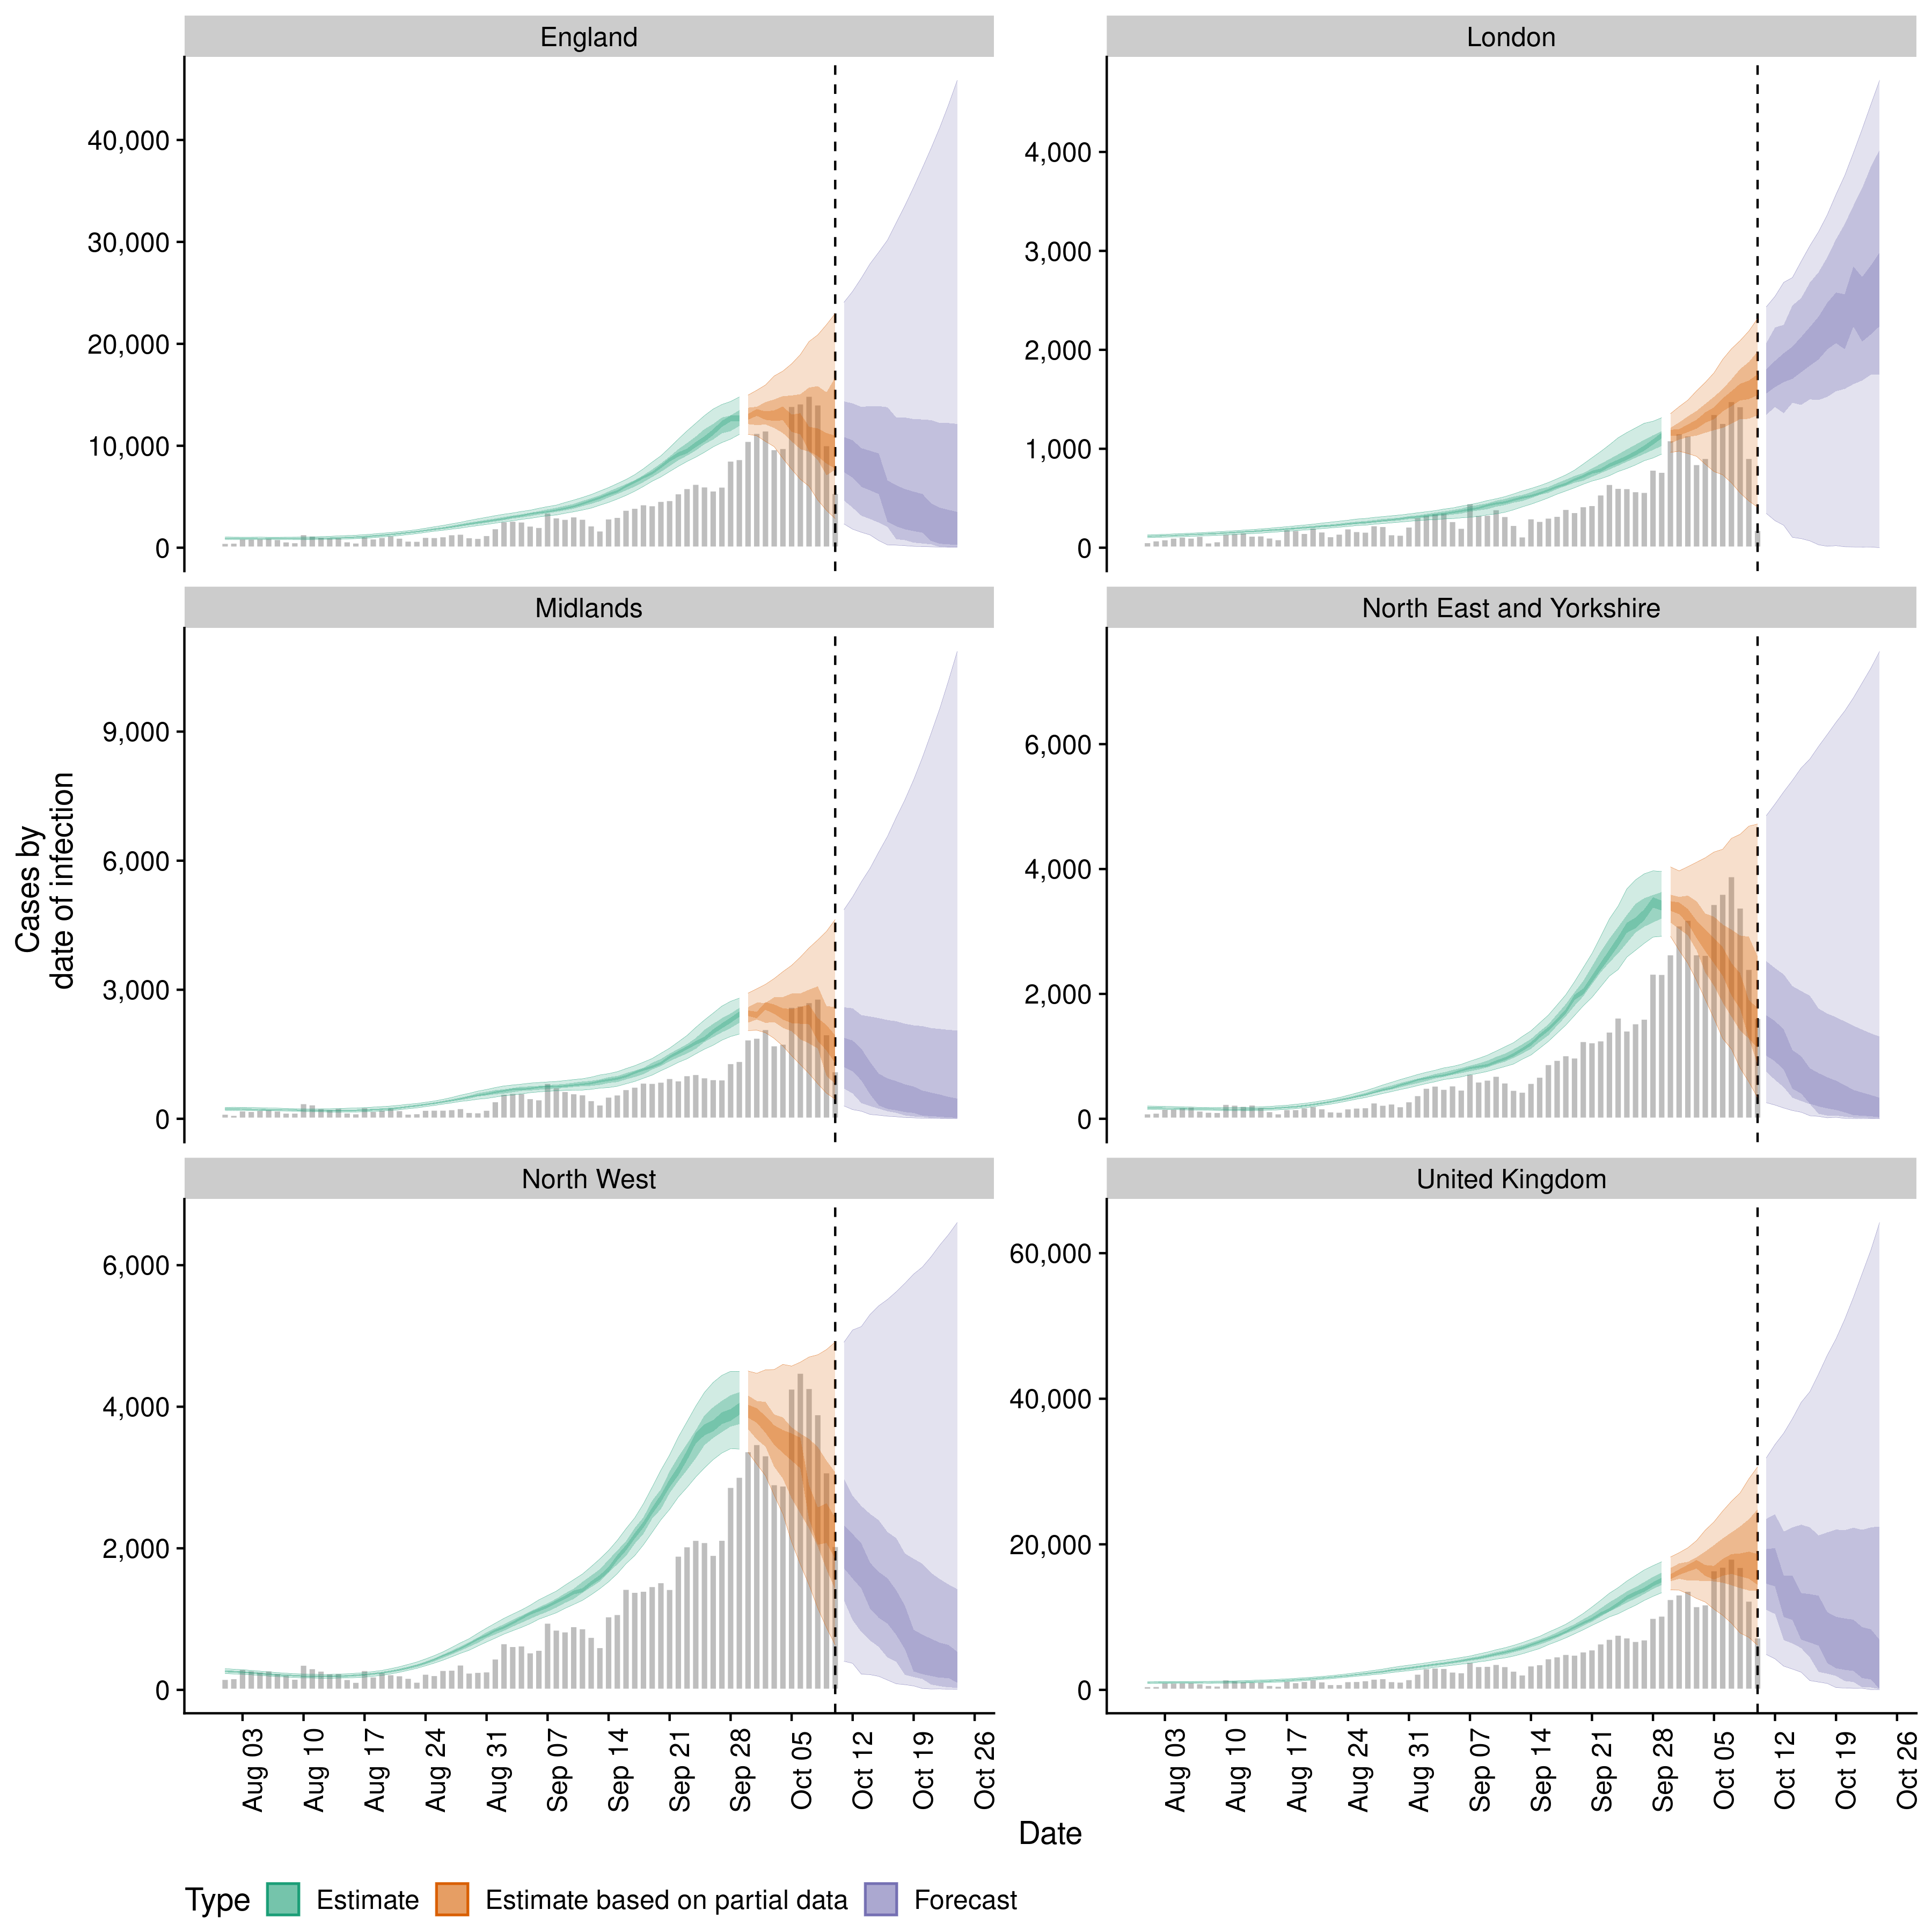 England
London
40,000
30,000
20,000
10,000
0
4,000
3,000
2,000
1,000
0
Midlands
North East and Yorkshire
9,000
6,000
3,000
0
6,000
4,000
2,000
0
North West
United Kingdom
6,000
4,000
2,000
0
60,000
40,000
20,000
0
Cases by
date of infection
Aug 03
Aug 10
Aug 17
Aug 24
Aug 31
Sep 07
Sep 14
Sep 21
Sep 28
Oct 05
Oct 12
Oct 19
Oct 26
Aug 03
Aug 10
Aug 17
Aug 24
Aug 31
Sep 07
Sep 14
Sep 21
Sep 28
Oct 05
Oct 12
Oct 19
Oct 26
Date
Type Estimate Estimate based on partial data Forecast